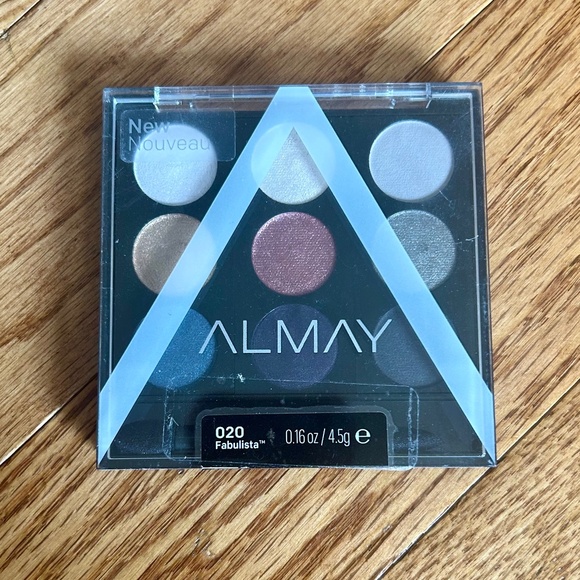 New
Nouveau
ALMAY
020
Fabulista™
0.16 oz / 4.5g ℮